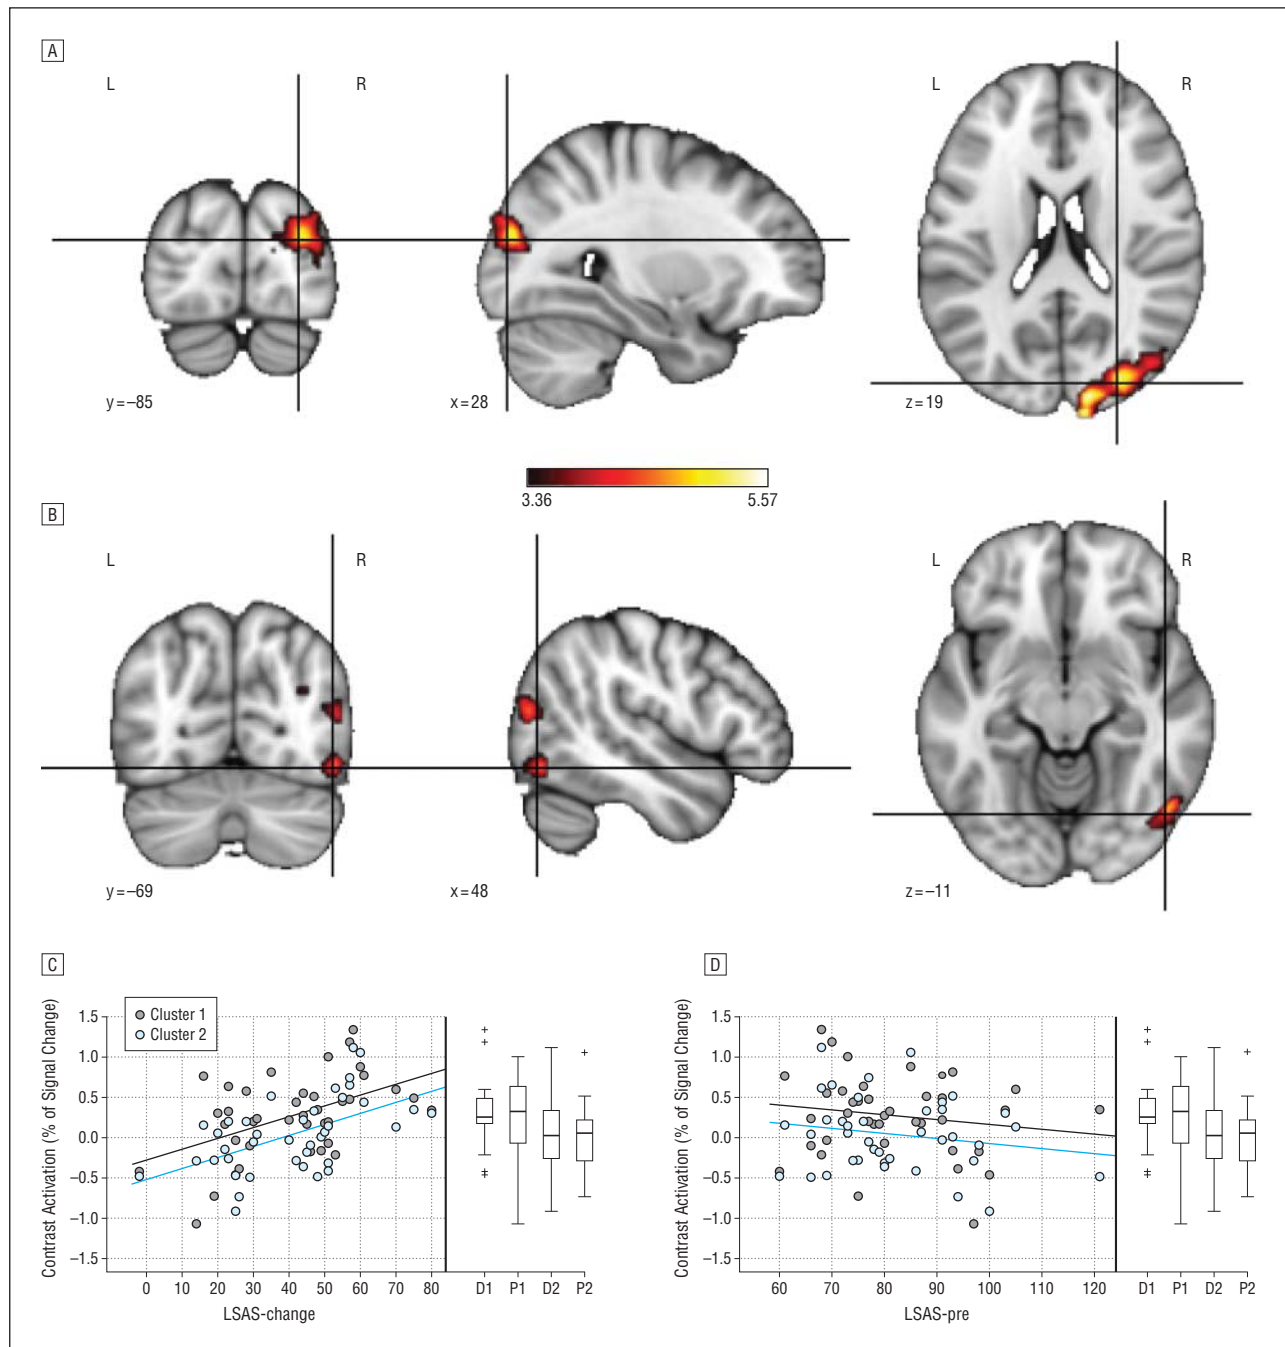 A
L R L R
y=–85 x=28 z=19
3.36 5.57
B
L R L R
y=–69 x=48 z=–11
C
Contrast Activation (% of Signal Change)
1.5
1.0
0.5
0.0
–0.5
–1.0
–1.5
Cluster 1
Cluster 2
0 10 20 30 40 50 60 70 80 D1 P1 D2 P2
LSAS-change
D
Contrast Activation (% of Signal Change)
1.5
1.0
0.5
0.0
–0.5
–1.0
–1.5
60 70 80 90 100 110 120 D1 P1 D2 P2
LSAS-pre